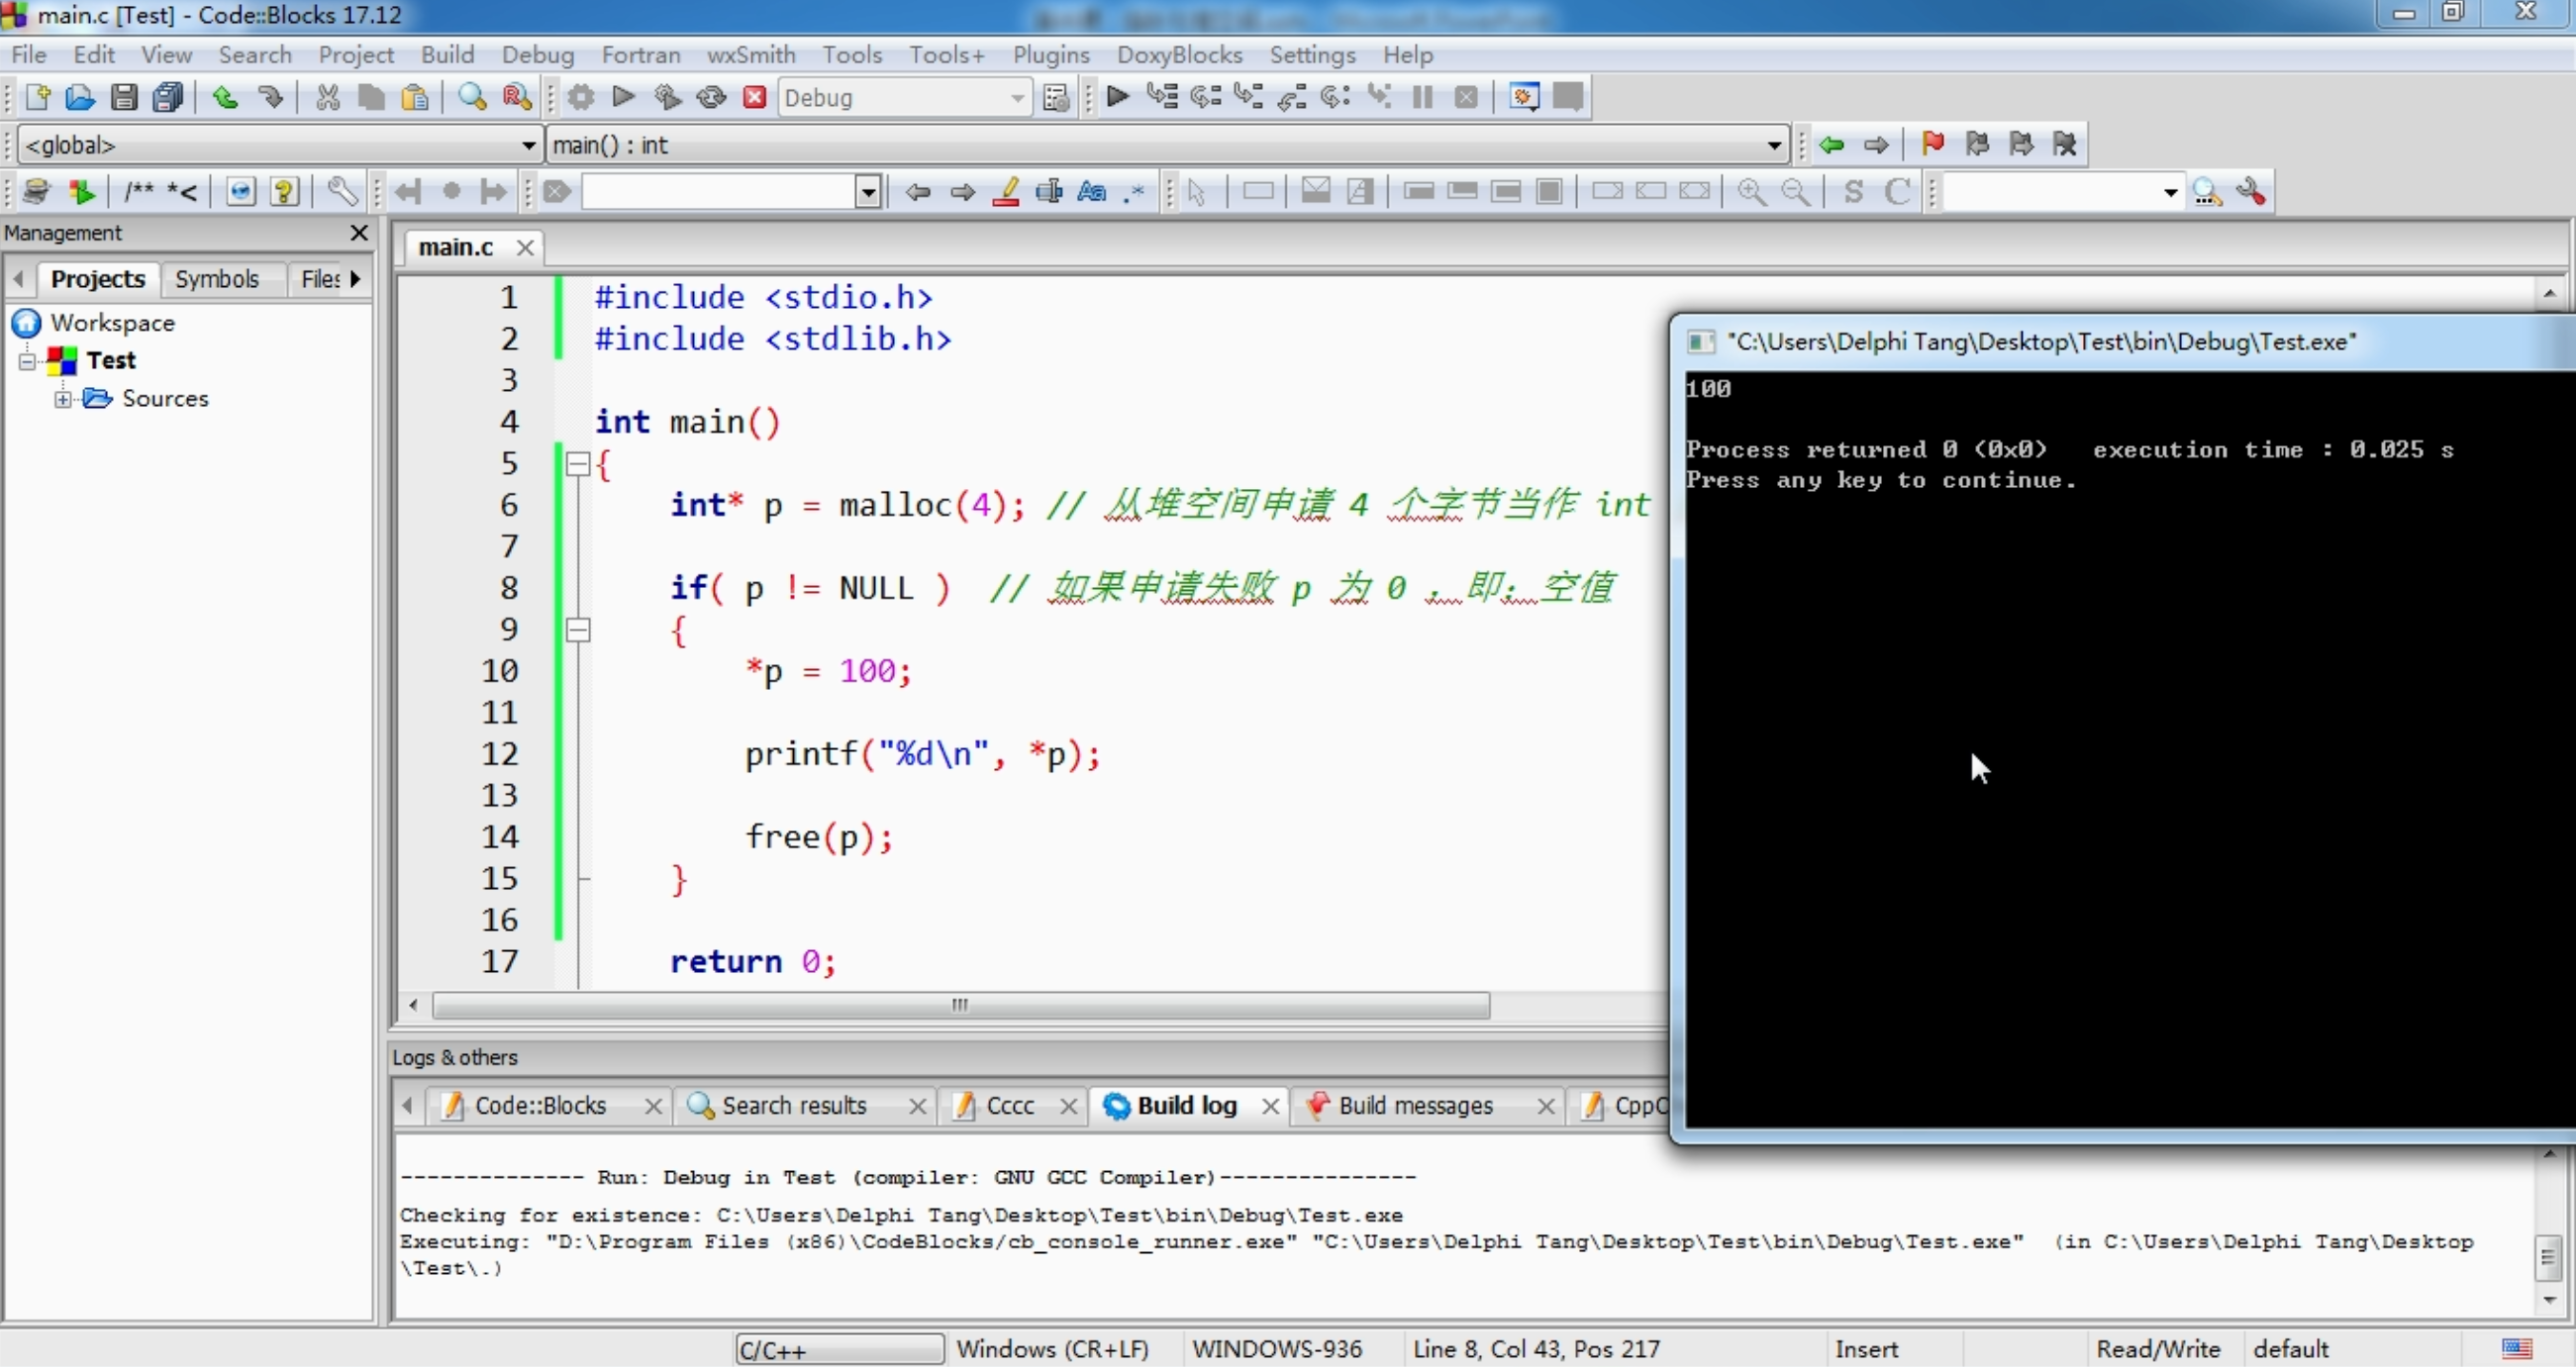 main.c [Test] - Code::Blocks 17.12
File Edit View Search Project Build Debug Fortran wxSmith Tools Tools+ Plugins DoxyBlocks Settings Help
Debug
<global> main() : int
/** *<
S C
Management
main.c
Projects Symbols Files
Workspace
Test
Sources
1 #include <stdio.h>
2 #include <stdlib.h>
3
4 int main()
5 {
6 int* p = malloc(4); // 从堆空间申请 4 个字节当作 int
7
8 if( p != NULL ) // 如果申请失败 p 为 0 ，即：空值
9 {
10 *p = 100;
11
12 printf("%d\n", *p);
13
14 free(p);
15 }
16
17 return 0;
"C:\Users\Delphi Tang\Desktop\Test\bin\Debug\Test.exe"
100
Process returned 0 (0x0) execution time : 0.025 s
Press any key to continue.
Logs & others
Code::Blocks Search results Cccc Build log Build messages CppC
-------------- Run: Debug in Test (compiler: GNU GCC Compiler)---------------
Checking for existence: C:\Users\Delphi Tang\Desktop\Test\bin\Debug\Test.exe
Executing: "D:\Program Files (x86)\CodeBlocks/cb_console_runner.exe" "C:\Users\Delphi Tang\Desktop\Test\bin\Debug\Test.exe" (in C:\Users\Delphi Tang\Desktop
\Test\.)
C/C++ Windows (CR+LF) WINDOWS-936 Line 8, Col 43, Pos 217 Insert Read/Write default